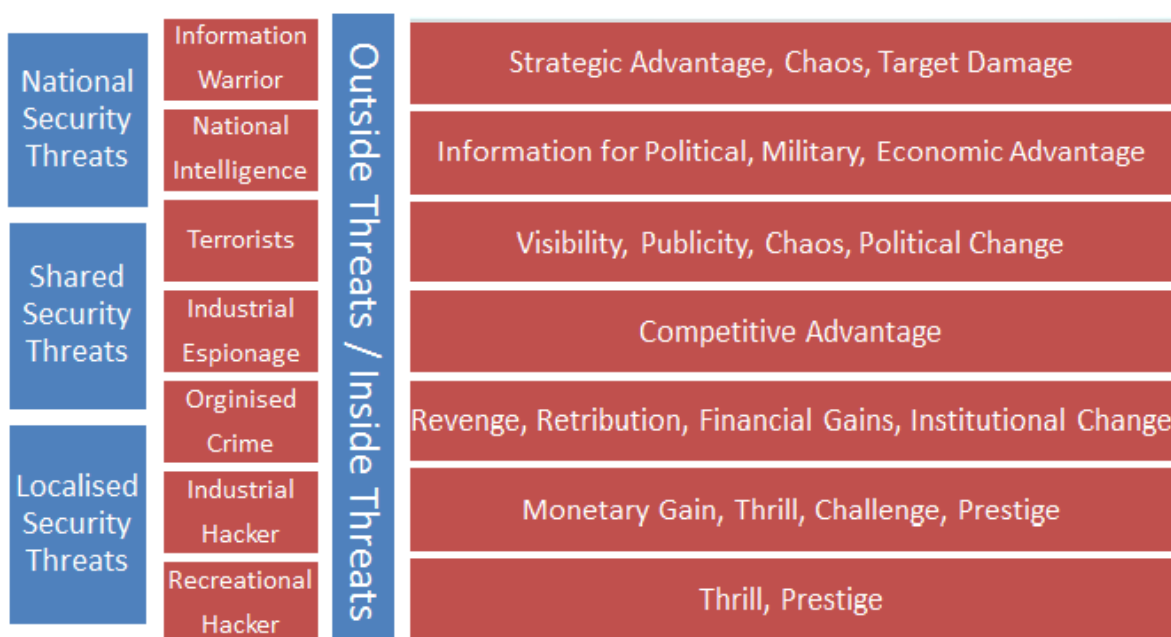 National
Security
Threats
Shared
Security
Threats
Localised
Security
Threats
Information
Warrior
National
Intelligence
Terrorists
Industrial
Espionage
Orginised
Crime
Industrial
Hacker
Recreational
Hacker
Outside Threats / Inside Threats
Strategic Advantage, Chaos, Target Damage
Information for Political, Military, Economic Advantage
Visibility, Publicity, Chaos, Political Change
Competitive Advantage
Revenge, Retribution, Financial Gains, Institutional Change
Monetary Gain, Thrill, Challenge, Prestige
Thrill, Prestige